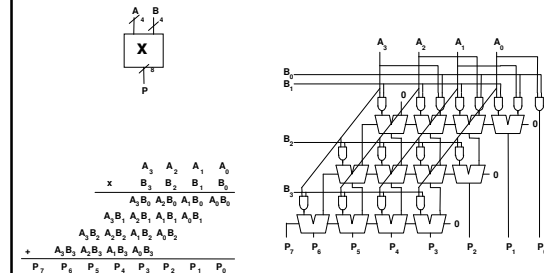 A B
4 4
x
8
P
A3 A2 A1 A0
x B3 B2 B1 B0
A3B0 A2B0 A1B0 A0B0
A3B1 A2B1 A1B1 A0B1
A3B2 A2B2 A1B2 A0B2
+ A3B3 A2B3 A1B3 A0B3
P7 P6 P5 P4 P3 P2 P1 P0
A3 A2 A1 A0
B0
B1
0
0
B2
0
B3
0
P7 P6 P5 P4 P3 P2 P1